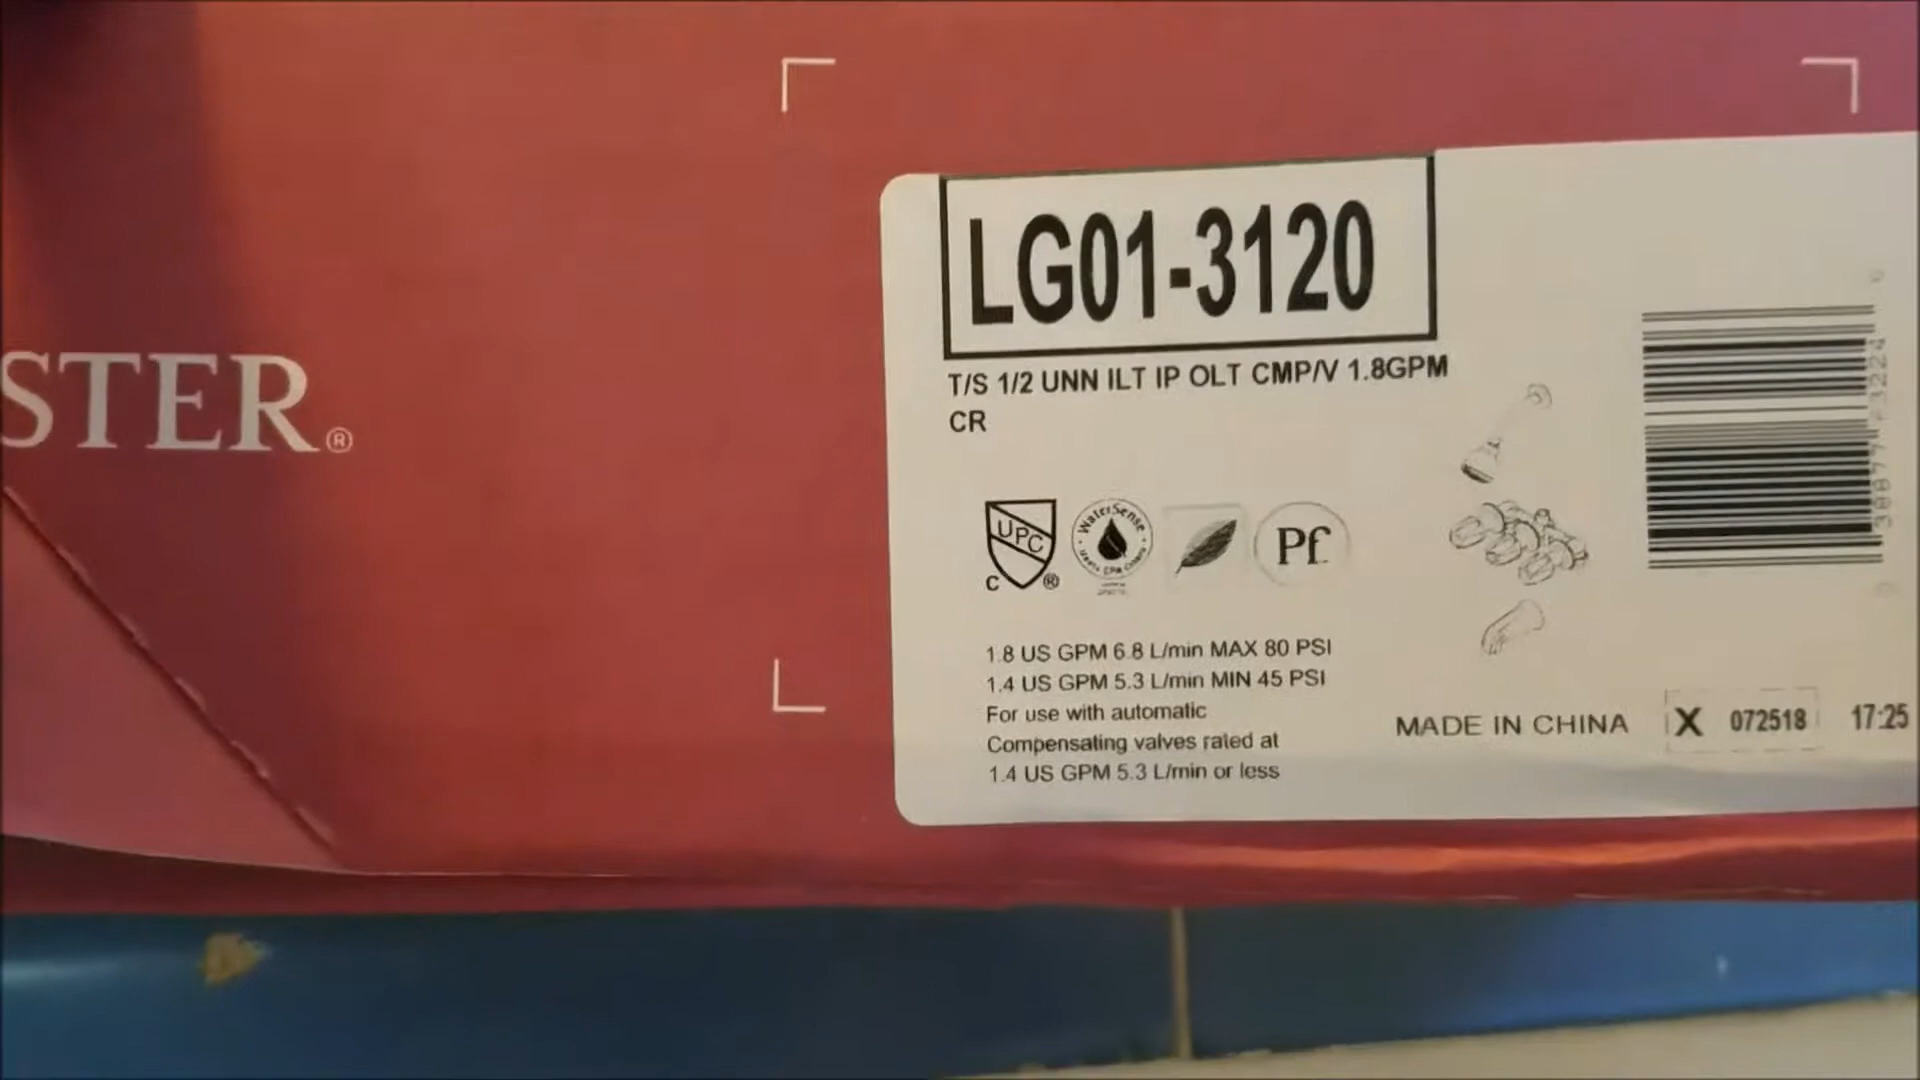 STER®
LG01-3120
T/S 1/2 UNN ILT IP OLT CMP/V 1.8GPM
CR
UPC
C ®
WaterSense
Pf
1.8 US GPM 6.8 L/min MAX 80 PSI
1.4 US GPM 5.3 L/min MIN 45 PSI
For use with automatic
Compensating valves rated at
1.4 US GPM 5.3 L/min or less
MADE IN CHINA X 072518 17:25